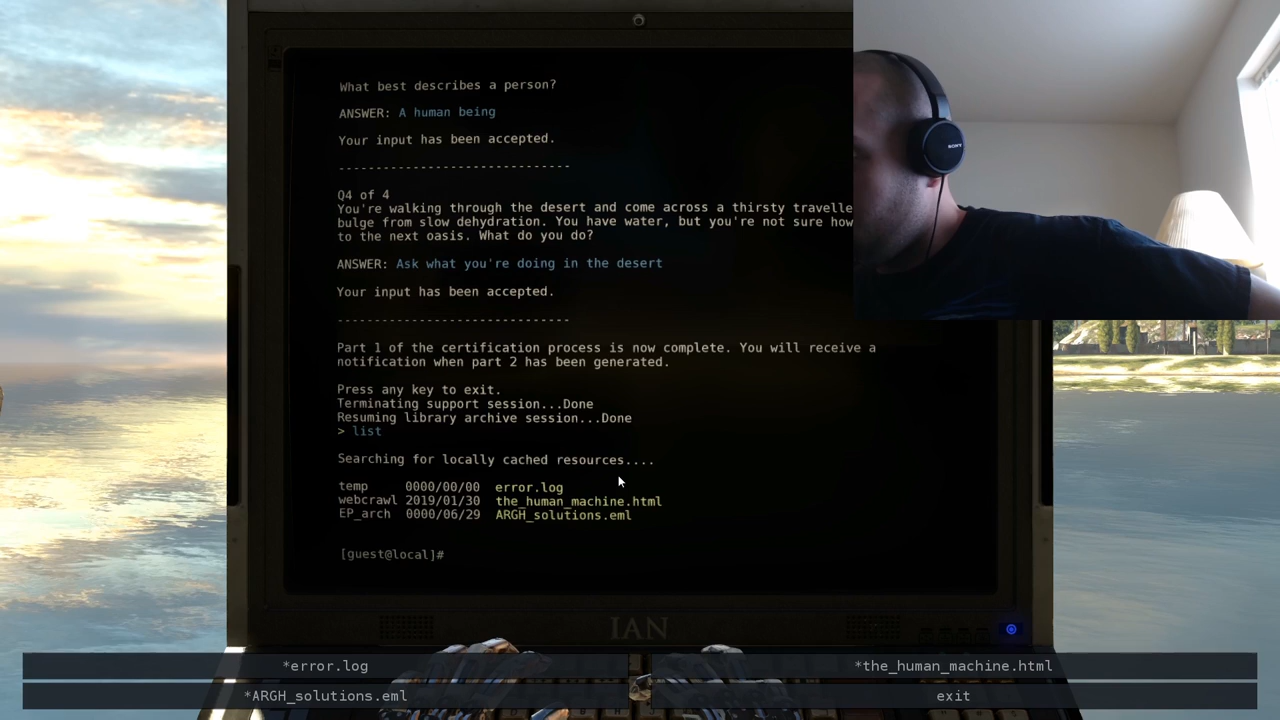 What best describes a person?
ANSWER: A human being
Your input has been accepted.
-------------------------------
Q4 of 4
You're walking through the desert and come across a thirsty travelle
bulge from slow dehydration. You have water, but you're not sure how
to the next oasis. What do you do?
ANSWER: Ask what you're doing in the desert
Your input has been accepted.
-------------------------------
Part 1 of the certification process is now complete. You will receive a
notification when part 2 has been generated.
Press any key to exit.
Terminating support session...Done
Resuming library archive session...Done
> list
Searching for locally cached resources....
temp 0000/00/00 error.log
webcrawl 2019/01/30 the_human_machine.html
EP_arch 0000/06/29 ARGH_solutions.eml
[guest@local]#
IAN
*error.log
*the_human_machine.html
*ARGH_solutions.eml
exit
SONY